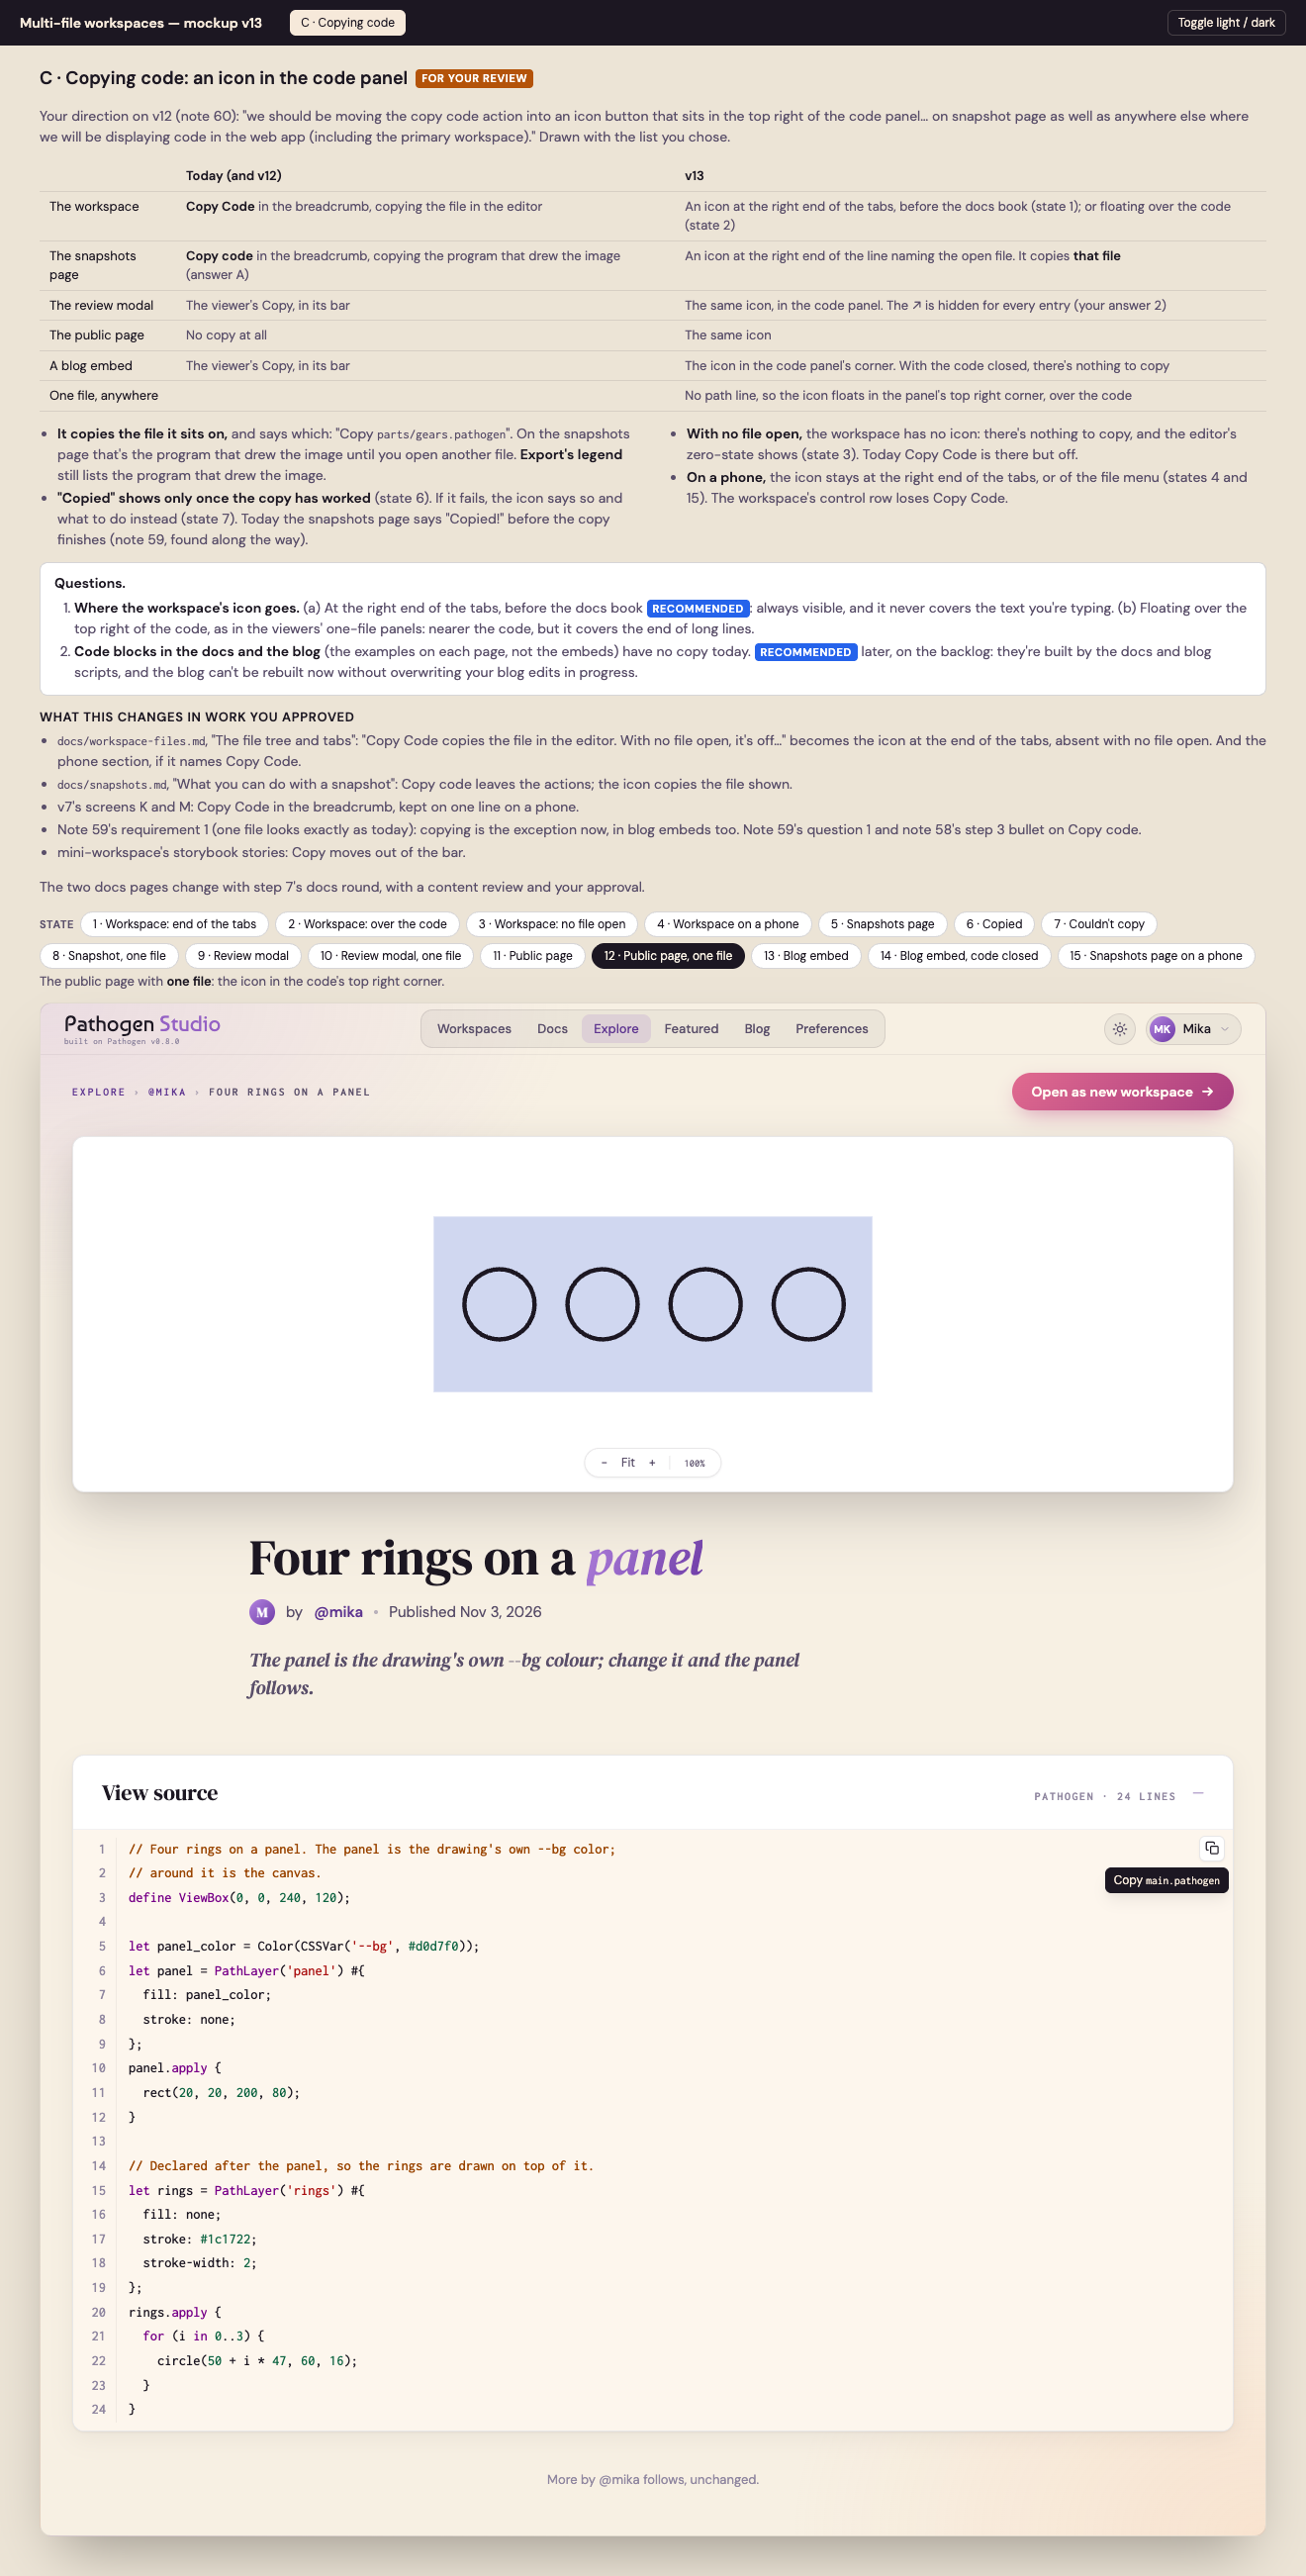 Multi-file workspaces — mockup v13
C · Copying code
Toggle light / dark
C · Copying code: an icon in the code panel FOR YOUR REVIEW
Your direction on v12 (note 60): "we should be moving the copy code action into an icon button that sits in the top right of the code panel… on snapshot page as well as anywhere else where
we will be displaying code in the web app (including the primary workspace)." Drawn with the list you chose.
Today (and v12) v13
The workspace Copy Code in the breadcrumb, copying the file in the editor An icon at the right end of the tabs, before the docs book (state 1); or floating over the code
(state 2)
The snapshots Copy code in the breadcrumb, copying the program that drew the image An icon at the right end of the line naming the open file. It copies that file
page (answer A)
The review modal The viewer's Copy, in its bar The same icon, in the code panel. The ↗ is hidden for every entry (your answer 2)
The public page No copy at all The same icon
A blog embed The viewer's Copy, in its bar The icon in the code panel's corner. With the code closed, there's nothing to copy
One file, anywhere No path line, so the icon floats in the panel's top right corner, over the code
• It copies the file it sits on, and says which: "Copy parts/gears.pathogen". On the snapshots
page that's the program that drew the image until you open another file. Export's legend
still lists the program that drew the image.
• "Copied" shows only once the copy has worked (state 6). If it fails, the icon says so and
what to do instead (state 7). Today the snapshots page says "Copied!" before the copy
finishes (note 59, found along the way).
• With no file open, the workspace has no icon: there's nothing to copy, and the editor's
zero-state shows (state 3). Today Copy Code is there but off.
• On a phone, the icon stays at the right end of the tabs, or of the file menu (states 4 and
15). The workspace's control row loses Copy Code.
Questions.
1. Where the workspace's icon goes. (a) At the right end of the tabs, before the docs book RECOMMENDED: always visible, and it never covers the text you're typing. (b) Floating over the
top right of the code, as in the viewers' one-file panels: nearer the code, but it covers the end of long lines.
2. Code blocks in the docs and the blog (the examples on each page, not the embeds) have no copy today. RECOMMENDED later, on the backlog: they're built by the docs and blog
scripts, and the blog can't be rebuilt now without overwriting your blog edits in progress.
WHAT THIS CHANGES IN WORK YOU APPROVED
• docs/workspace-files.md, "The file tree and tabs": "Copy Code copies the file in the editor. With no file open, it's off…" becomes the icon at the end of the tabs, absent with no file open. And the
phone section, if it names Copy Code.
• docs/snapshots.md, "What you can do with a snapshot": Copy code leaves the actions; the icon copies the file shown.
• v7's screens K and M: Copy Code in the breadcrumb, kept on one line on a phone.
• Note 59's requirement 1 (one file looks exactly as today): copying is the exception now, in blog embeds too. Note 59's question 1 and note 58's step 3 bullet on Copy code.
• mini-workspace's storybook stories: Copy moves out of the bar.
The two docs pages change with step 7's docs round, with a content review and your approval.
STATE 1 · Workspace: end of the tabs 2 · Workspace: over the code 3 · Workspace: no file open 4 · Workspace on a phone 5 · Snapshots page 6 · Copied 7 · Couldn't copy
8 · Snapshot, one file 9 · Review modal 10 · Review modal, one file 11 · Public page 12 · Public page, one file 13 · Blog embed 14 · Blog embed, code closed 15 · Snapshots page on a phone
The public page with one file: the icon in the code's top right corner.
Pathogen Studio
built on Pathogen v0.8.0
Workspaces Docs Explore Featured Blog Preferences
MK Mika
EXPLORE › @MIKA › FOUR RINGS ON A PANEL
Open as new workspace →
− Fit + 100%
Four rings on a panel
M by @mika • Published Nov 3, 2026
The panel is the drawing's own --bg colour; change it and the panel
follows.
View source
PATHOGEN · 24 LINES —
1 // Four rings on a panel. The panel is the drawing's own --bg color;
2 // around it is the canvas.
Copy main.pathogen
3 define ViewBox(0, 0, 240, 120);
4
5 let panel_color = Color(CSSVar('--bg', #d0d7f0));
6 let panel = PathLayer('panel') #{
7 fill: panel_color;
8 stroke: none;
9 };
10 panel.apply {
11 rect(20, 20, 200, 80);
12 }
13
14 // Declared after the panel, so the rings are drawn on top of it.
15 let rings = PathLayer('rings') #{
16 fill: none;
17 stroke: #1c1722;
18 stroke-width: 2;
19 };
20 rings.apply {
21 for (i in 0..3) {
22 circle(50 + i * 47, 60, 16);
23 }
24 }
More by @mika follows, unchanged.